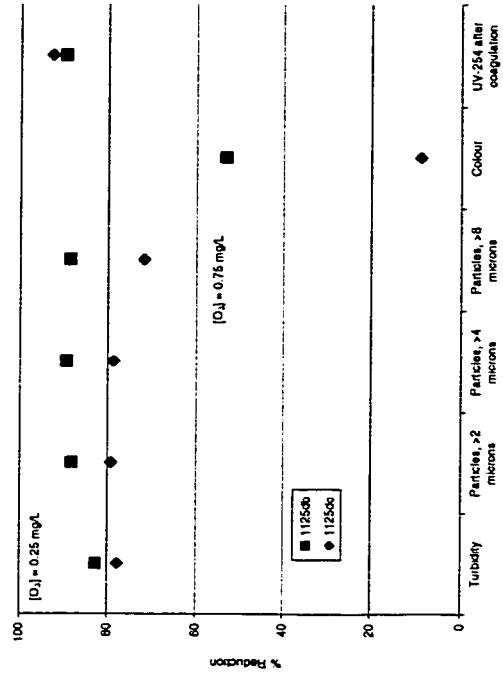 [O₃] = 0.25 mg/L
[O₃] = 0.75 mg/L
1125db
1125dc
% Reduction
100
80
60
40
20
0
Turbidity
Particles, >2
microns
Particles, >4
microns
Particles, >8
microns
Colour
UV-254 after
coagulation